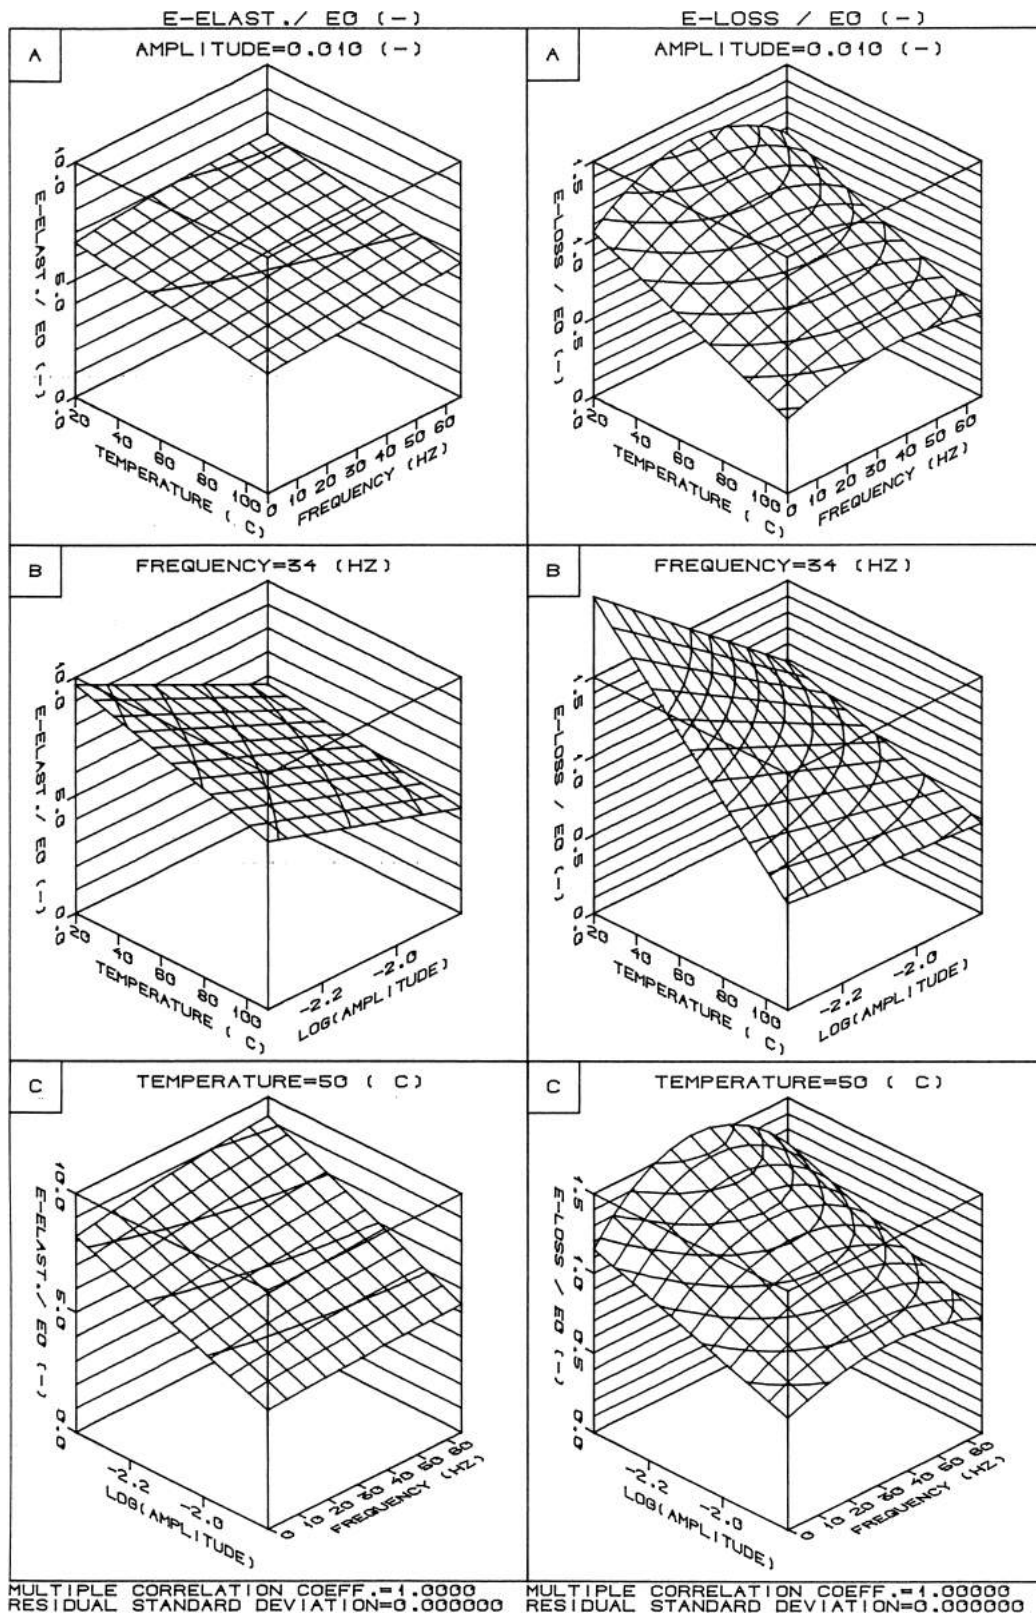 E-ELAST./ E0 (-)
E-LOSS / E0 (-)
A
AMPLITUDE=0.010 (-)
10.0
5.0
0.0
E-ELAST./ E0 (-)
20 40 60 80 100
TEMPERATURE ( C)
0 10 20 30 40 50 60
FREQUENCY (HZ)
A
AMPLITUDE=0.010 (-)
1.5
1.0
0.5
0.0
E-LOSS / E0 (-)
20 40 60 80 100
TEMPERATURE ( C)
0 10 20 30 40 50 60
FREQUENCY (HZ)
B
FREQUENCY=34 (HZ)
10.0
5.0
0.0
E-ELAST./ E0 (-)
20 40 60 80 100
TEMPERATURE ( C)
-2.2 -2.0
LOG(AMPLITUDE)
B
FREQUENCY=34 (HZ)
1.5
1.0
0.5
0.0
E-LOSS / E0 (-)
20 40 60 80 100
TEMPERATURE ( C)
-2.2 -2.0
LOG(AMPLITUDE)
C
TEMPERATURE=50 ( C)
10.0
5.0
0.0
E-ELAST./ E0 (-)
-2.2 -2.0
LOG(AMPLITUDE)
0 10 20 30 40 50 60
FREQUENCY (HZ)
C
TEMPERATURE=50 ( C)
1.5
1.0
0.5
0.0
E-LOSS / E0 (-)
-2.2 -2.0
LOG(AMPLITUDE)
0 10 20 30 40 50 60
FREQUENCY (HZ)
MULTIPLE CORRELATION COEFF.=1.0000
RESIDUAL STANDARD DEVIATION=0.000000
MULTIPLE CORRELATION COEFF.=1.0000
RESIDUAL STANDARD DEVIATION=0.000000